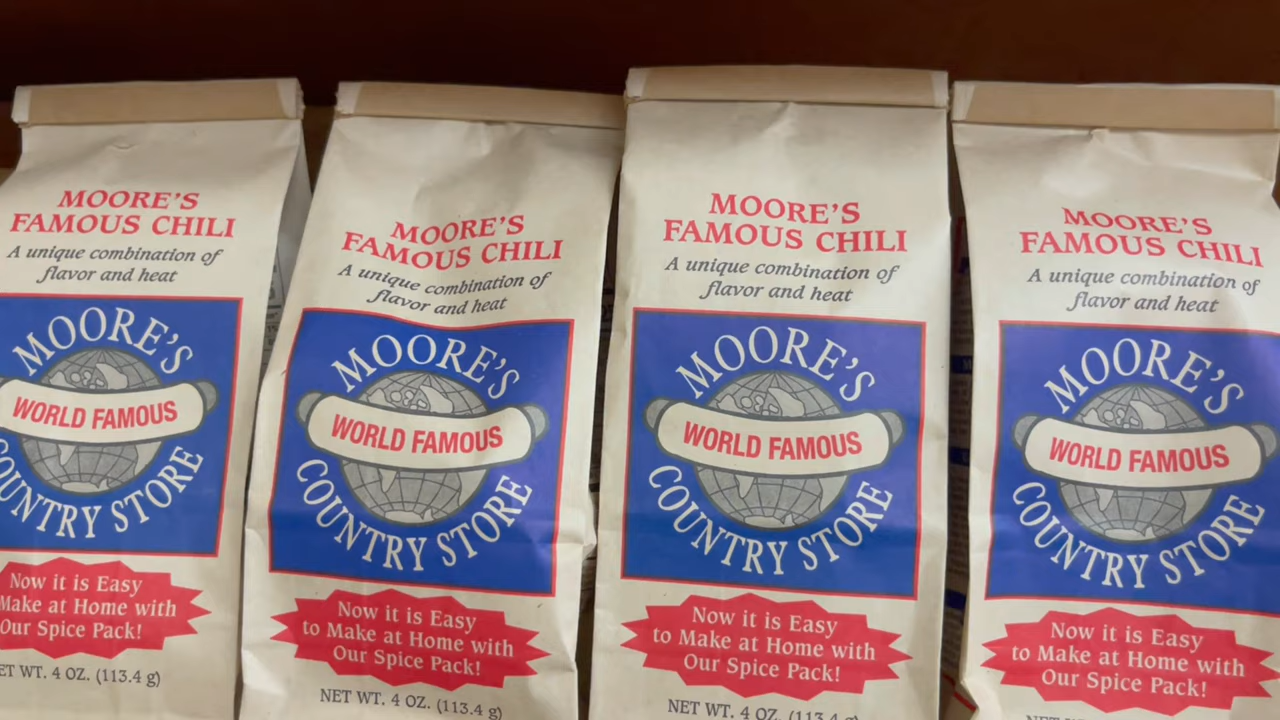 MOORE'S
FAMOUS CHILI
A unique combination of
flavor and heat
MOORE'S
WORLD FAMOUS
COUNTRY STORE
Now it is Easy
Make at Home with
Our Spice Pack!
WT. 4 OZ. (113.4 g)
MOORE'S
FAMOUS CHILI
A unique combination of
flavor and heat
MOORE'S
WORLD FAMOUS
COUNTRY STORE
Now it is Easy
to Make at Home with
Our Spice Pack!
NET WT. 4 OZ. (113.4 g)
MOORE'S
FAMOUS CHILI
A unique combination of
flavor and heat
MOORE'S
WORLD FAMOUS
COUNTRY STORE
Now it is Easy
to Make at Home with
Our Spice Pack!
NET WT. 4 OZ. (113.4 g)
MOORE'S
FAMOUS CHILI
A unique combination of
flavor and heat
MOORE'S
WORLD FAMOUS
COUNTRY STORE
Now it is Easy
to Make at Home with
Our Spice Pack!